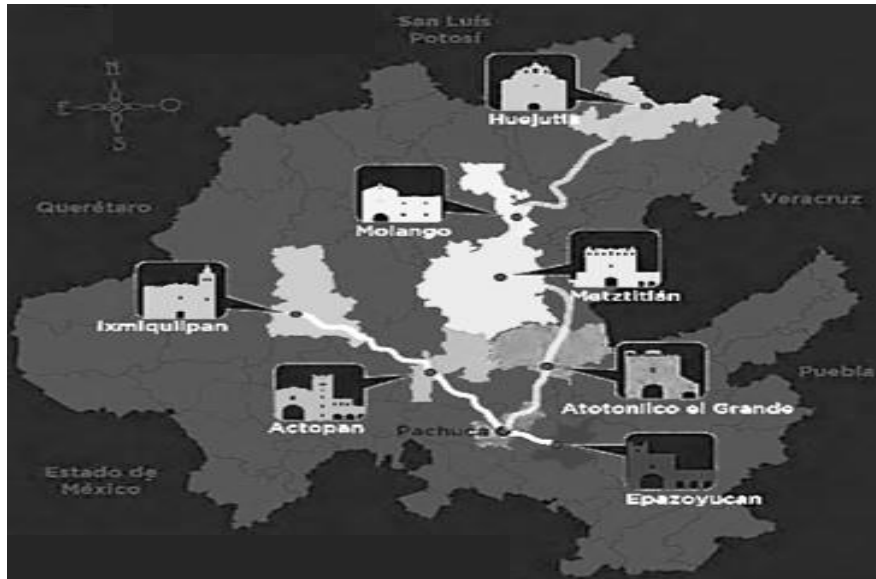 San Luis
Potosí
N
E
S
Huejutla
Querétaro
Veracruz
Molango
Metztitlán
Ixmiquilpan
Puebla
Atotonilco el Grande
Actopan
Pachuca
Estado de
México
Epazoyucan